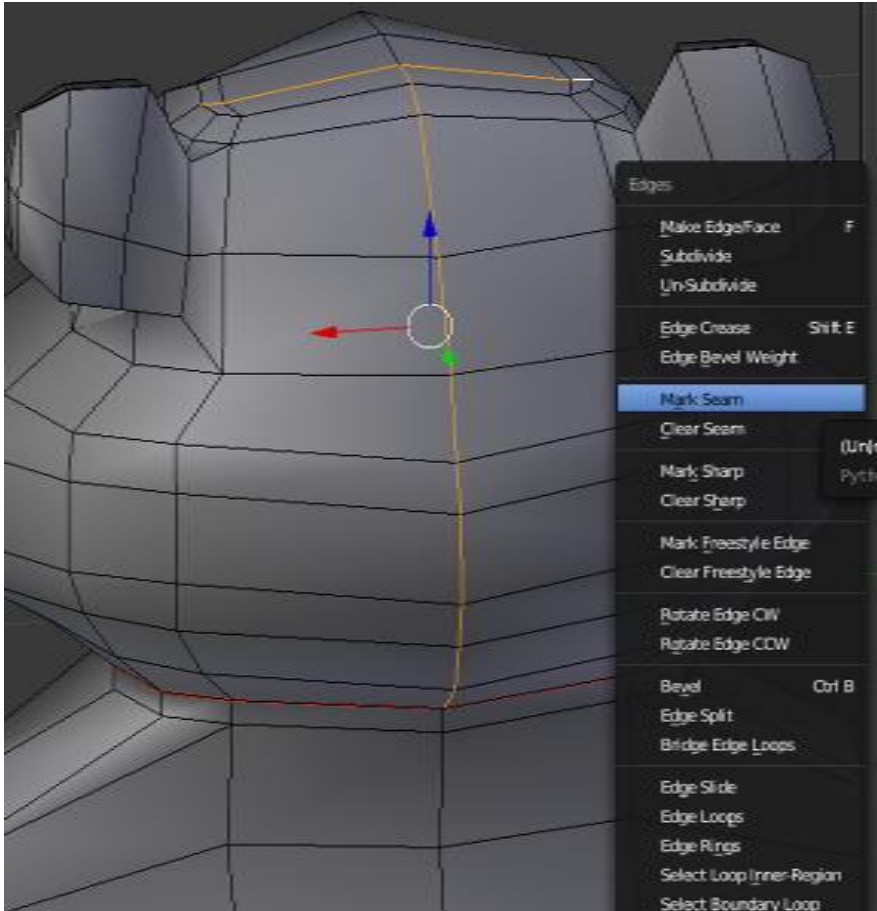 Edges
Make Edge/Face F
Subdivide
Un-Subdivide
Edge Crease Shift E
Edge Bevel Weight
Mark Seam
Clear Seam
(Un)
Pyth
Mark Sharp
Clear Sharp
Mark Freestyle Edge
Clear Freestyle Edge
Rotate Edge CW
Rotate Edge CCW
Bevel Ctrl B
Edge Split
Bridge Edge Loops
Edge Slide
Edge Loops
Edge Rings
Select Loop Inner-Region
Select Boundary Loop